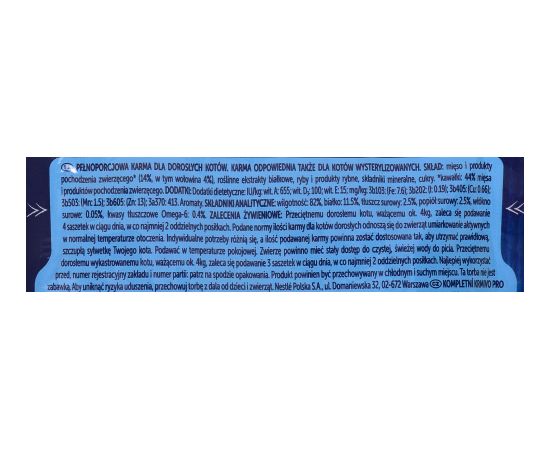 PL PEŁNOPORCJOWA KARMA DLA DOROSŁYCH KOTÓW. KARMA ODPOWIEDNIA TAKŻE DLA KOTÓW WYSTERYLIZOWANYCH. SKŁAD: mięso i produkty
pochodzenia zwierzęcego* (14%, w tym wołowina 4%), roślinne ekstrakty białkowe, ryby i produkty rybne, składniki mineralne, cukry. *kawałki: 44% mięsa
i produktów pochodzenia zwierzęcego. DODATKI: Dodatki dietetyczne: IU/kg: wit. A: 655; wit. D₃: 100; wit. E: 15; mg/kg: 3b103: (Fe: 7.6); 3b202: (I: 0.19); 3b405: (Cu: 0.66);
3b503: (Mn: 1.5); 3b605: (Zn: 13); 3a370: 413. Aromaty. SKŁADNIKI ANALITYCZNE: wilgotność: 82%, białko: 11.5%, tłuszcz surowy: 2.5%, popiół surowy: 2.5%, włókno
surowe: 0.05%, Kwasy tłuszczowe Omega-6: 0.4%. ZALECENIA ŻYWIENIOWE: Przeciętnemu dorosłemu kotu, ważącemu ok. 4kg, zaleca się podawanie
4 saszetek w ciągu dnia, w co najmniej 2 oddzielnych posiłkach. Podane normy ilości karmy dla kotów dorosłych odnoszą się do zwierząt umiarkowanie aktywnych
w normalnej temperaturze otoczenia. Indywidualne potrzeby różnią się, a ilość podawanej karmy powinna zostać dostosowana tak, aby utrzymać prawidłową,
szczupłą sylwetkę Twojego kota. Podawać w temperaturze pokojowej. Zwierzę powinno mieć stały dostęp do czystej, świeżej wody do picia. Przeciętnemu
dorosłemu wykastrowanemu kotu, ważącemu ok. 4kg, zaleca się podawanie 3 saszetek w ciągu dnia, w co najmniej 2 oddzielnych posiłkach. Najlepiej wykorzystać
przed, numer rejestracyjny zakładu i numer partii: patrz na spodzie opakowania. Produkt powinien być przechowywany w chłodnym i suchym miejscu. Ta torba nie jest
zabawką. Aby uniknąć ryzyka uduszenia, przechowuj torbę z dala od dzieci i zwierząt. Nestlé Polska S.A., ul. Domaniewska 32, 02-672 Warszawa CZ KOMPLETNÍ KRMIVO PRO